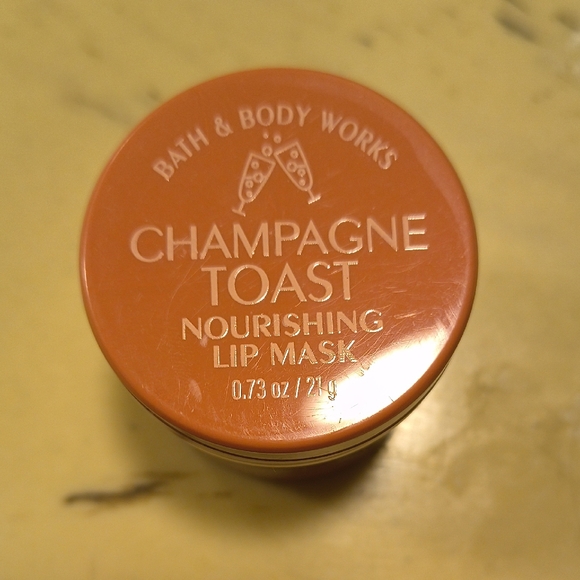 BATH & BODY WORKS
CHAMPAGNE
TOAST
NOURISHING
LIP MASK
0.73 oz / 21 g